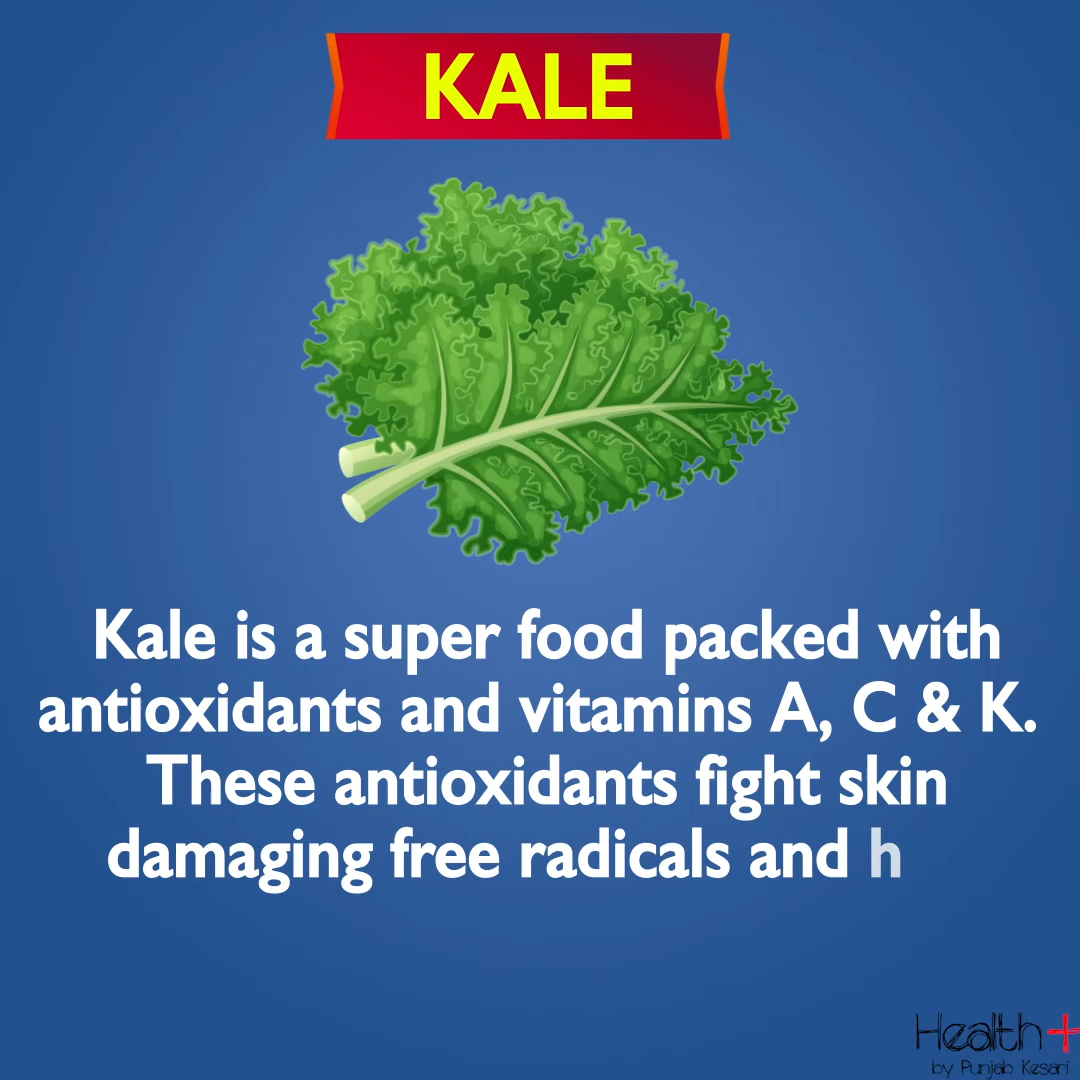 KALE
Kale is a super food packed with
antioxidants and vitamins A, C & K.
These antioxidants fight skin
damaging free radicals and h
Health+
by Punjab Kesari